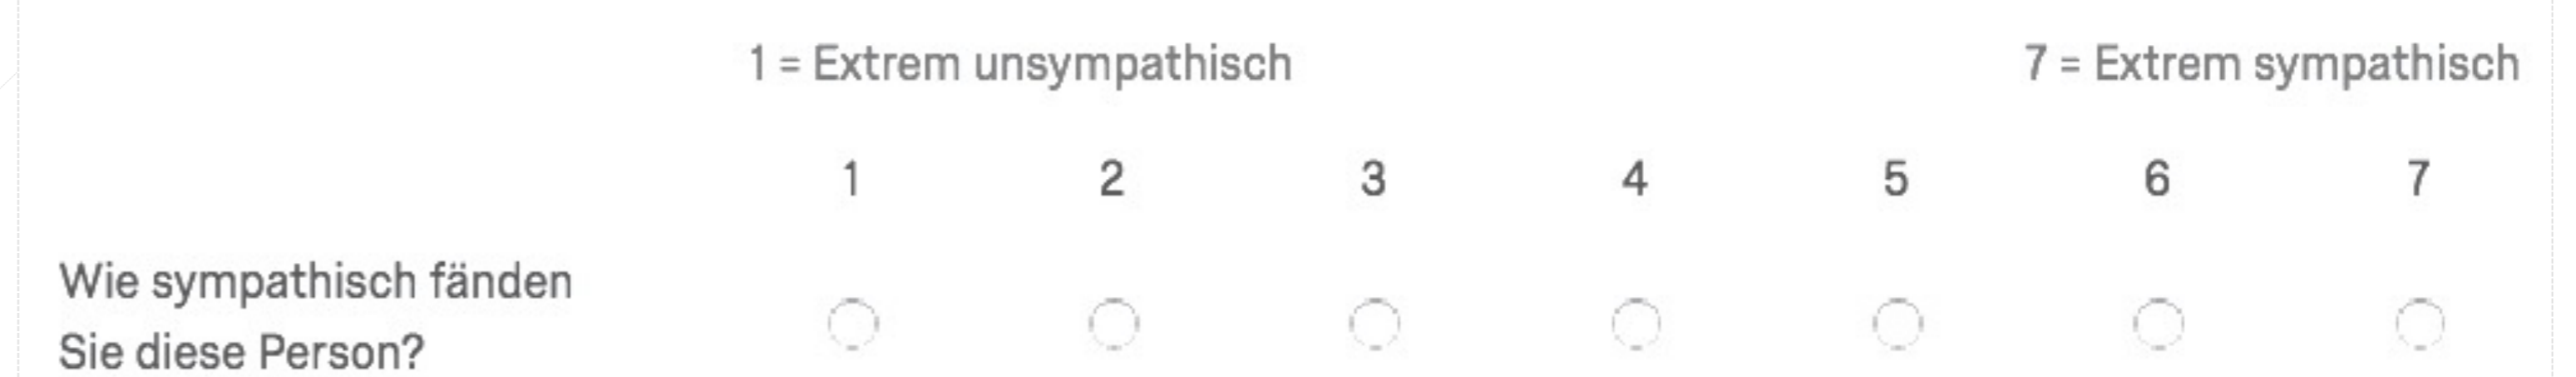 1 = Extrem unsympathisch 7 = Extrem sympathisch
1 2 3 4 5 6 7
Wie sympathisch fänden
Sie diese Person?